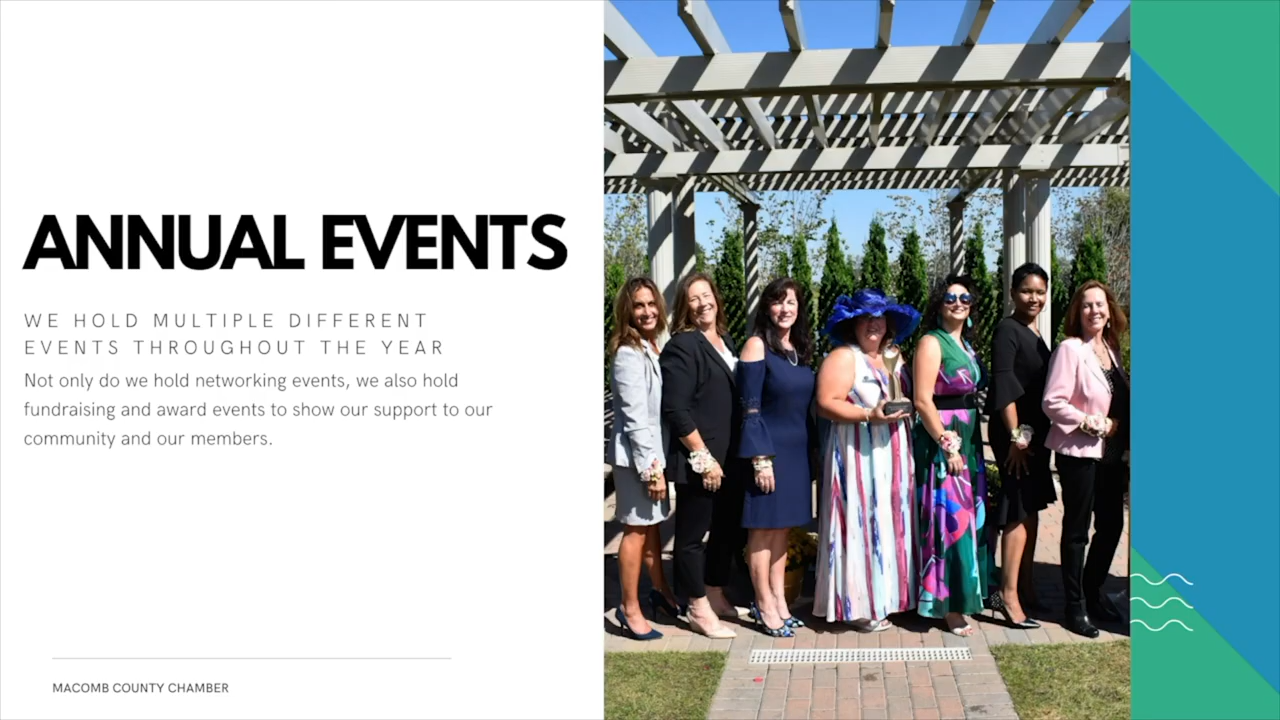 ANNUAL EVENTS
WE HOLD MULTIPLE DIFFERENT
EVENTS THROUGHOUT THE YEAR
Not only do we hold networking events, we also hold
fundraising and award events to show our support to our
community and our members.
MACOMB COUNTY CHAMBER